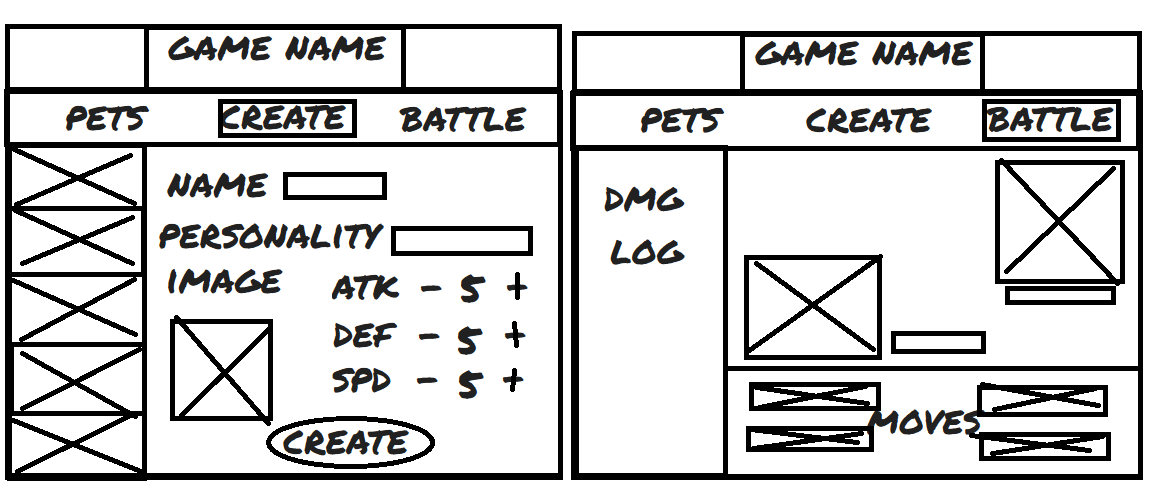 GAME NAME
PETS CREATE BATTLE
NAME
PERSONALITY
IMAGE
ATK - 5 +
DEF - 5 +
SPD - 5 +
CREATE
GAME NAME
PETS CREATE BATTLE
DMG
LOG
MOVES